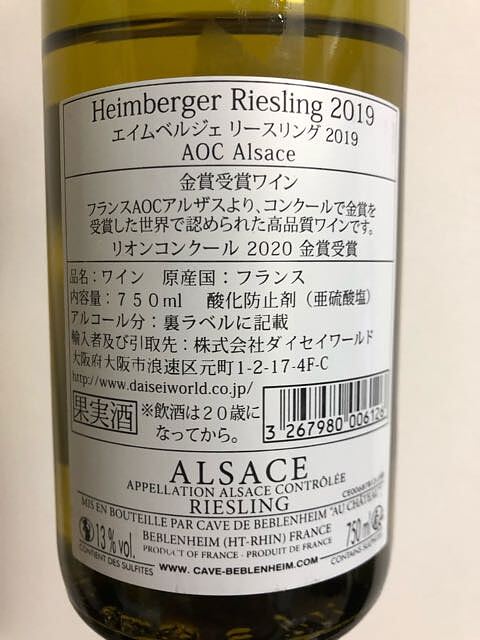 Heimberger Riesling 2019
エイムベルジェ リースリング 2019
AOC Alsace
金賞受賞ワイン
フランスAOCアルザスより、コンクールで金賞を
受賞した世界で認められた高品質ワインです。
リオンコンクール 2020 金賞受賞
品名：ワイン 原産国：フランス
内容量：750ml 酸化防止剤（亜硫酸塩）
アルコール分：裏ラベルに記載
輸入者及び引取先：株式会社ダイセイワールド
大阪府大阪市浪速区元町1-2-17-4F-C
http://www.daiseiworld.co.jp/
果実酒 ※飲酒は20歳に
なってから。
3 267980 006126
ALSACE
APPELLATION ALSACE CONTRÔLÉE
RIESLING
MIS EN BOUTEILLE PAR CAVE DE BEBLENHEIM "AU CHÂTEAU"
BEBLENHEIM (HT-RHIN) FRANCE
13% vol. 750 ml
PRODUCT OF FRANCE - PRODUIT DE FRANCE
CONTIENT DES SULFITES CONTAINS SULFITES
WWW.CAVE-BEBLENHEIM.COM